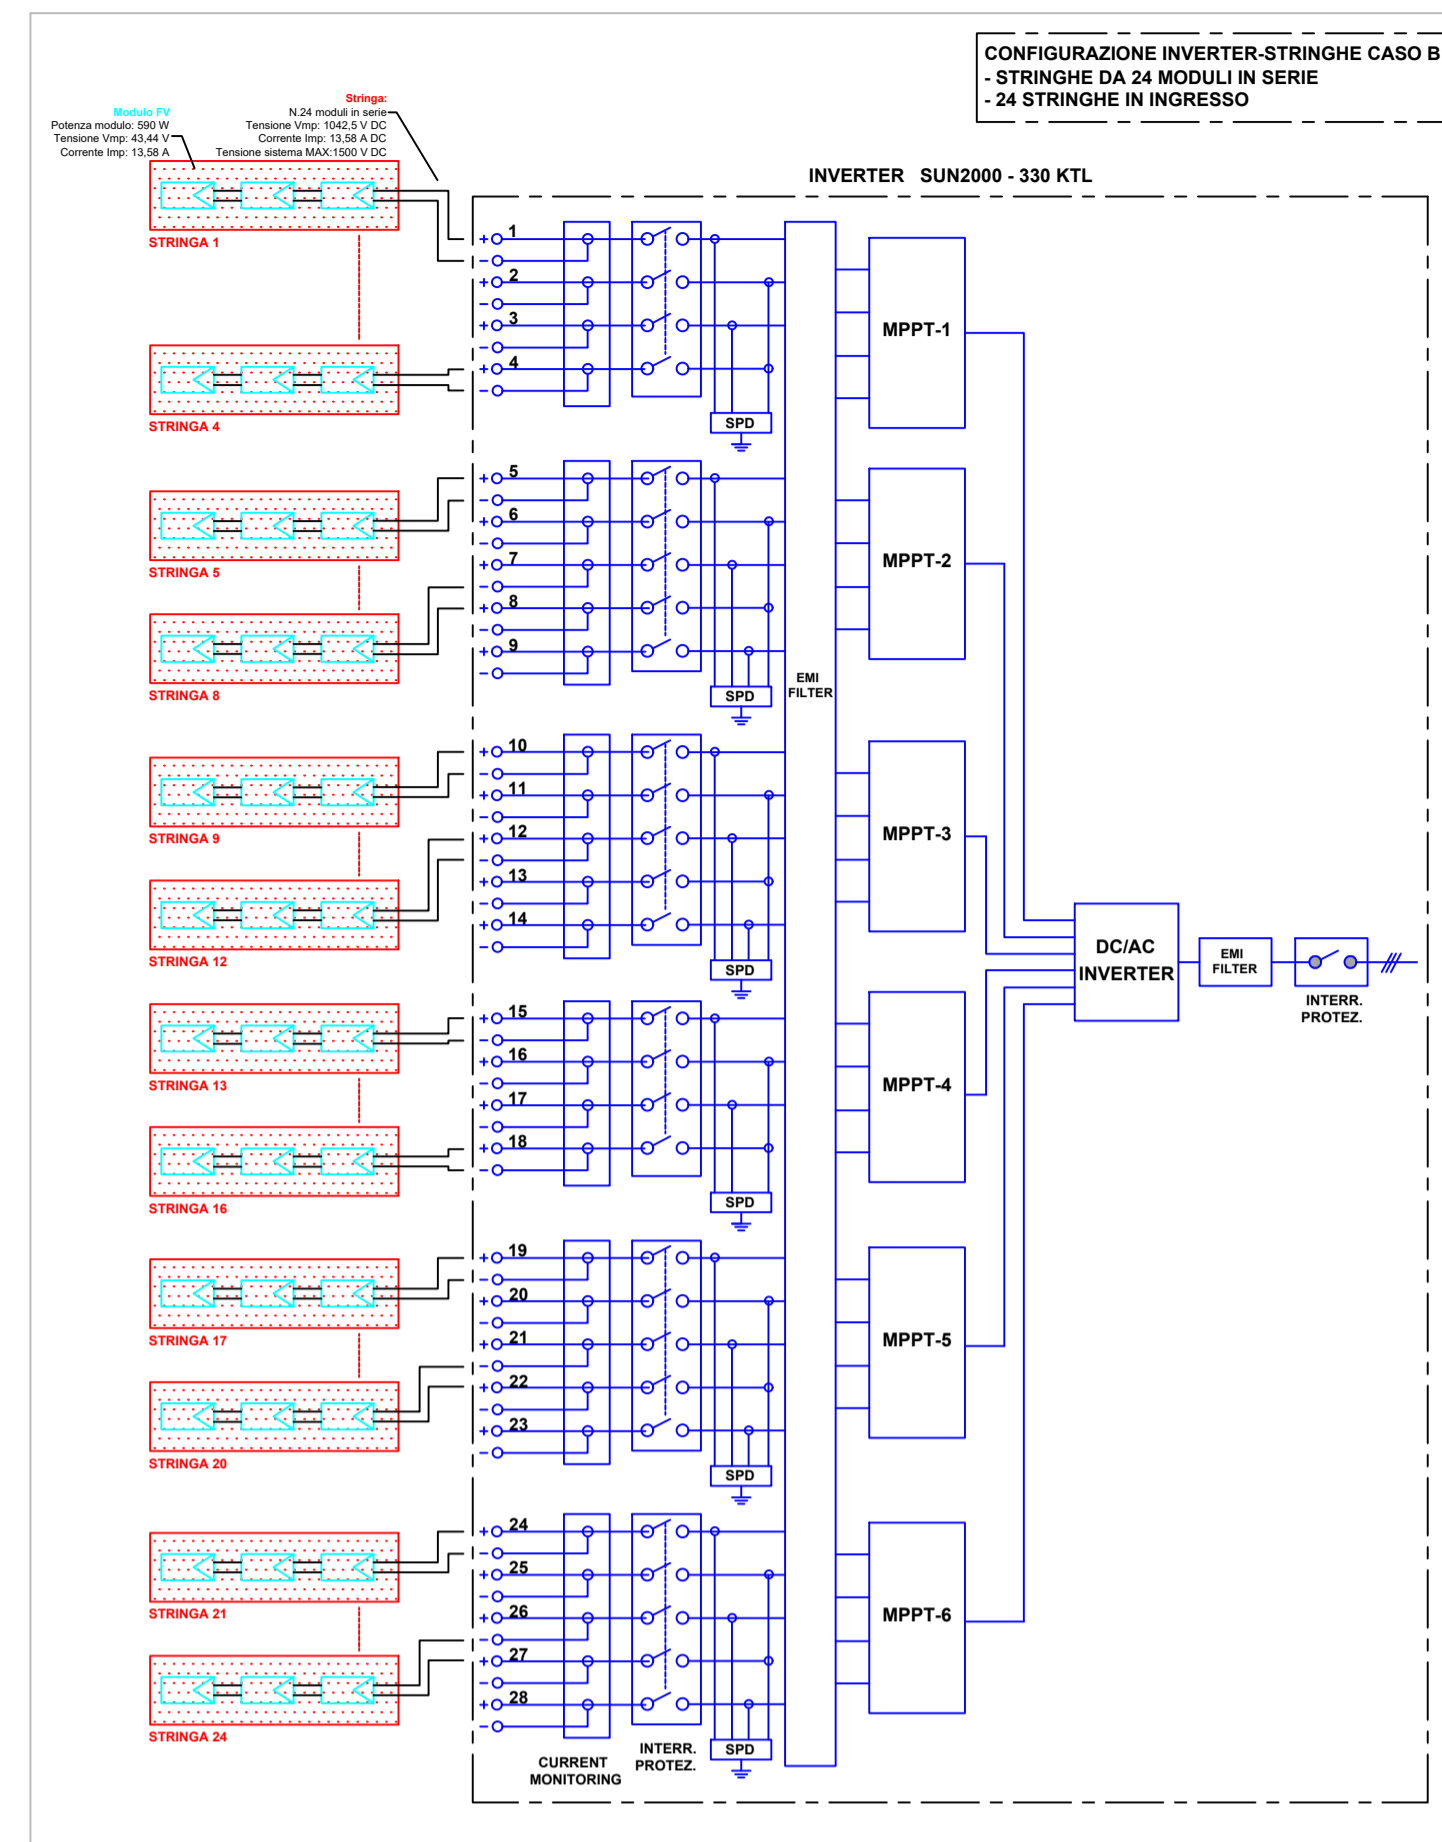 CONFIGURAZIONE INVERTER-STRINGHE CASO B
- STRINGHE DA 24 MODULI IN SERIE
- 24 STRINGHE IN INGRESSO
Modulo FV
Potenza modulo: 590 W
Tensione Vmp: 43,44 V
Corrente Imp: 13,58 A
Stringa:
N.24 moduli in serie
Tensione Vmp: 1042,5 V DC
Corrente Imp: 13,58 A DC
Tensione sistema MAX:1500 V DC
INVERTER SUN2000 - 330 KTL
STRINGA 1
STRINGA 4
STRINGA 5
STRINGA 8
STRINGA 9
STRINGA 12
STRINGA 13
STRINGA 16
STRINGA 17
STRINGA 20
STRINGA 21
STRINGA 24
+ 1
-
+ 2
-
+ 3
-
+ 4
-
SPD
+ 5
-
+ 6
-
+ 7
-
+ 8
-
+ 9
-
SPD
+ 10
-
+ 11
-
+ 12
-
+ 13
-
+ 14
-
SPD
+ 15
-
+ 16
-
+ 17
-
+ 18
-
SPD
+ 19
-
+ 20
-
+ 21
-
+ 22
-
+ 23
-
SPD
+ 24
-
+ 25
-
+ 26
-
+ 27
-
+ 28
-
SPD
CURRENT
MONITORING
INTERR.
PROTEZ.
EMI
FILTER
MPPT-1
MPPT-2
MPPT-3
MPPT-4
MPPT-5
MPPT-6
DC/AC
INVERTER
EMI
FILTER
INTERR.
PROTEZ.